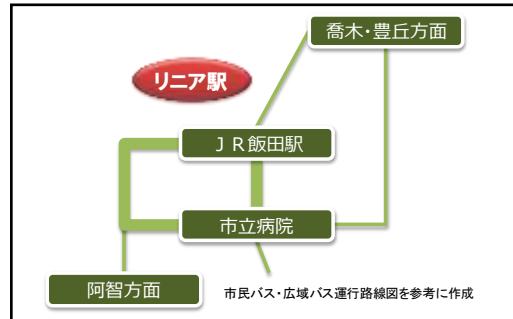 喬木・豊丘方面
リニア駅
ＪＲ飯田駅
市立病院
阿智方面
市民バス・広域バス運行路線図を参考に作成